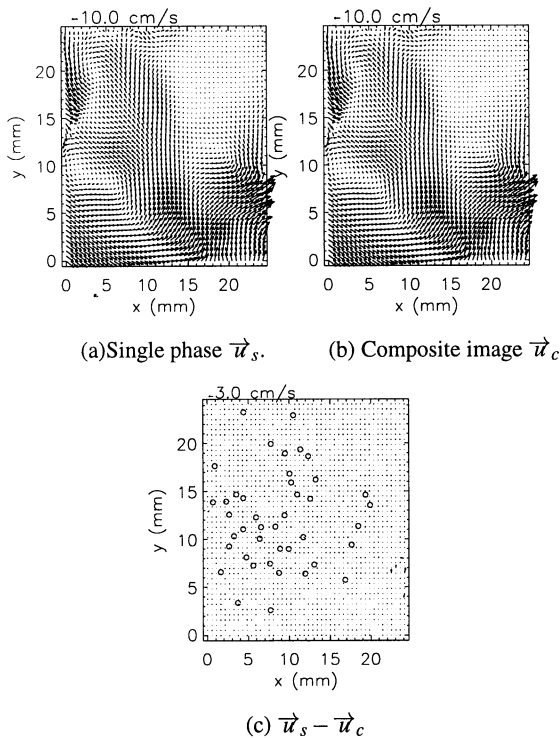 -10.0 cm/s -10.0 cm/s
20
15
10
5
0
y (mm)
0 5 10 15 20
x (mm)
20
15
10
5
0
y (mm)
0 5 10 15 20
x (mm)
(a)Single phase u⃗ s. (b) Composite image u⃗ c
-3.0 cm/s
20
15
10
5
0
y (mm)
0 5 10 15 20
x (mm)
(c) u⃗ s − u⃗ c